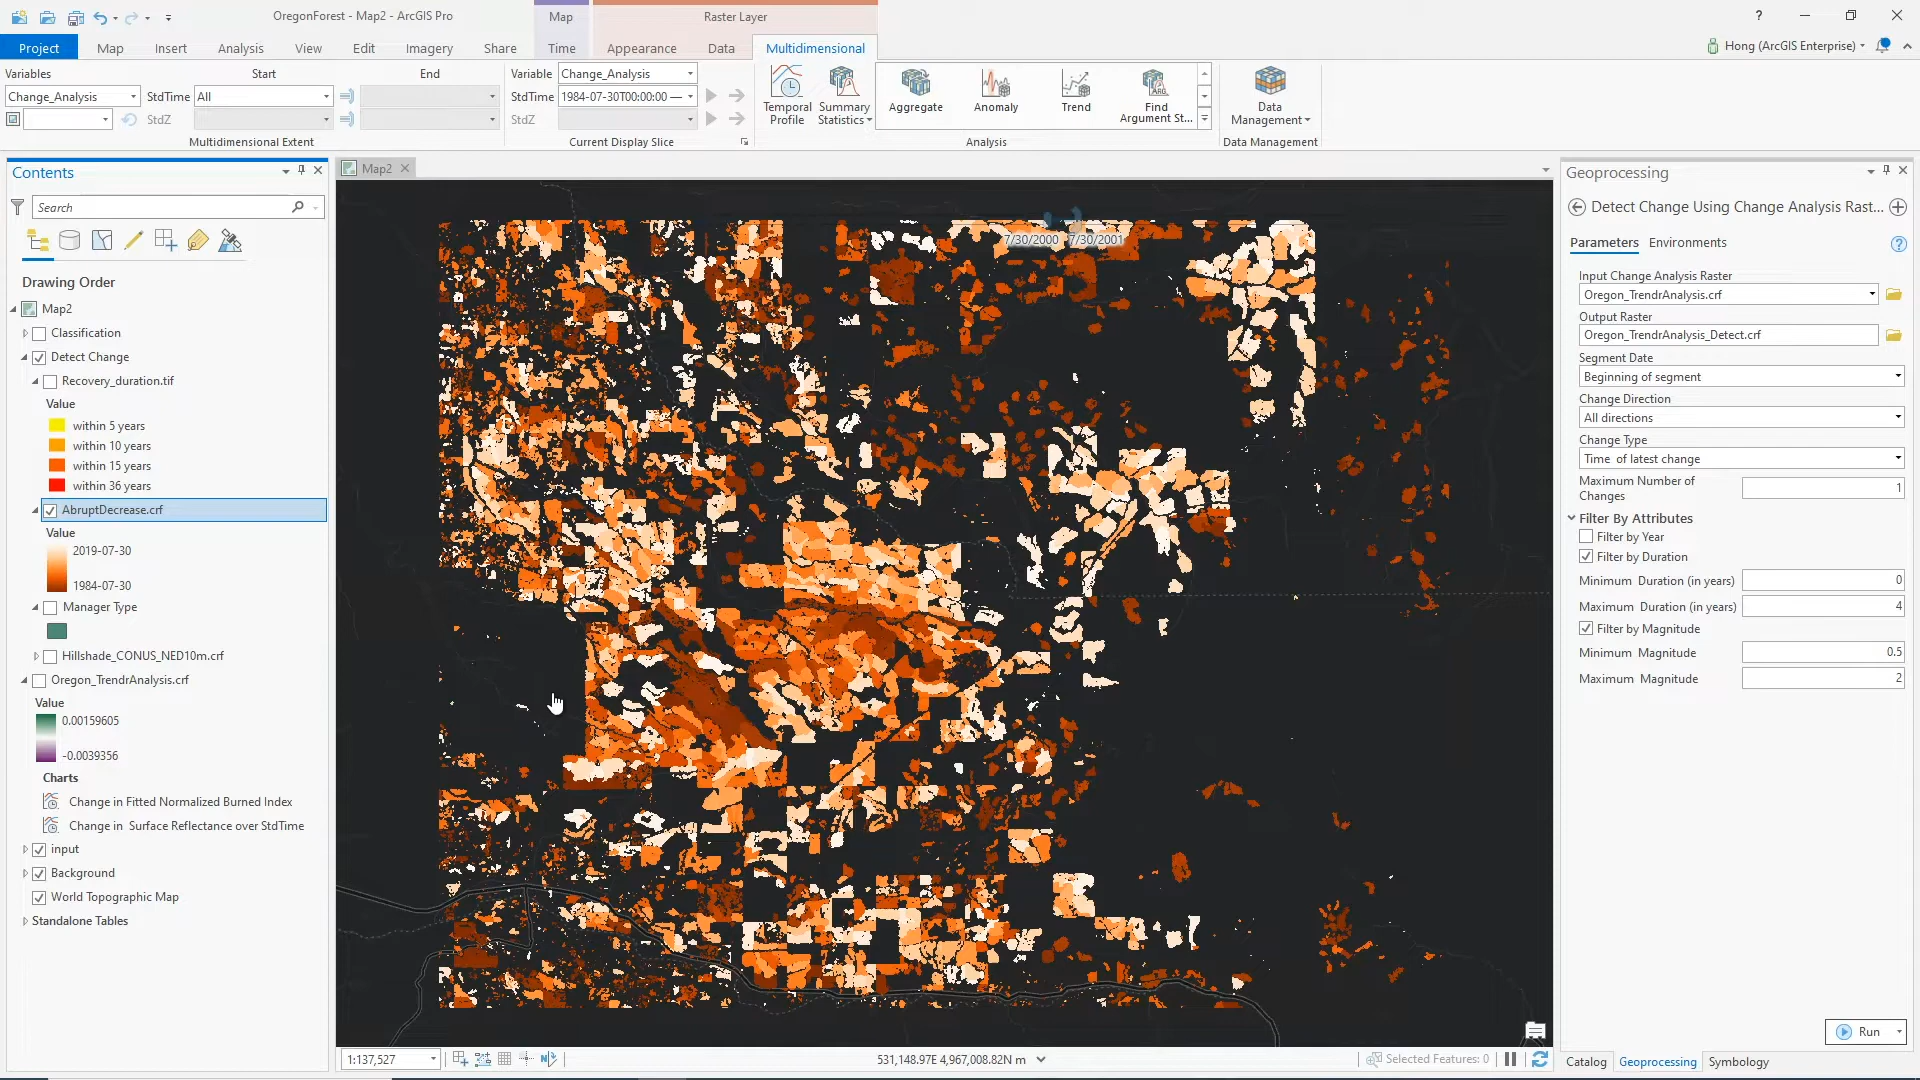 OregonForest - Map2 - ArcGIS Pro
Map
Raster Layer
?
Project
Map
Insert
Analysis
View
Edit
Imagery
Share
Time
Appearance
Data
Multidimensional
Hong (ArcGIS Enterprise)
Variables
Start
End
Change_Analysis
StdTime
All
StdZ
Multidimensional Extent
Variable
Change_Analysis
StdTime
1984-07-30T00:00:00 —
StdZ
Current Display Slice
Temporal
Profile
Summary
Statistics
Aggregate
Anomaly
Trend
Find
Argument St...
Analysis
Data
Management
Data Management
Contents
Search
Drawing Order
Map2
Classification
Detect Change
Recovery_duration.tif
Value
within 5 years
within 10 years
within 15 years
within 36 years
AbruptDecrease.crf
Value
2019-07-30
1984-07-30
Manager Type
Hillshade_CONUS_NED10m.crf
Oregon_TrendrAnalysis.crf
Value
0.00159605
-0.0039356
Charts
Change in Fitted Normalized Burned Index
Change in  Surface Reflectance over StdTime
input
Background
World Topographic Map
Standalone Tables
Map2
7/30/2000
7/30/2001
1:137,527
531,148.97E 4,967,008.82N m
Selected Features: 0
Geoprocessing
Detect Change Using Change Analysis Rast...
Parameters
Environments
?
Input Change Analysis Raster
Oregon_TrendrAnalysis.crf
Output Raster
Oregon_TrendrAnalysis_Detect.crf
Segment Date
Beginning of segment
Change Direction
All directions
Change Type
Time of latest change
Maximum Number of
Changes
1
Filter By Attributes
Filter by Year
Filter by Duration
Minimum Duration (in years)
0
Maximum Duration (in years)
4
Filter by Magnitude
Minimum Magnitude
0.5
Maximum Magnitude
2
Run
Catalog
Geoprocessing
Symbology